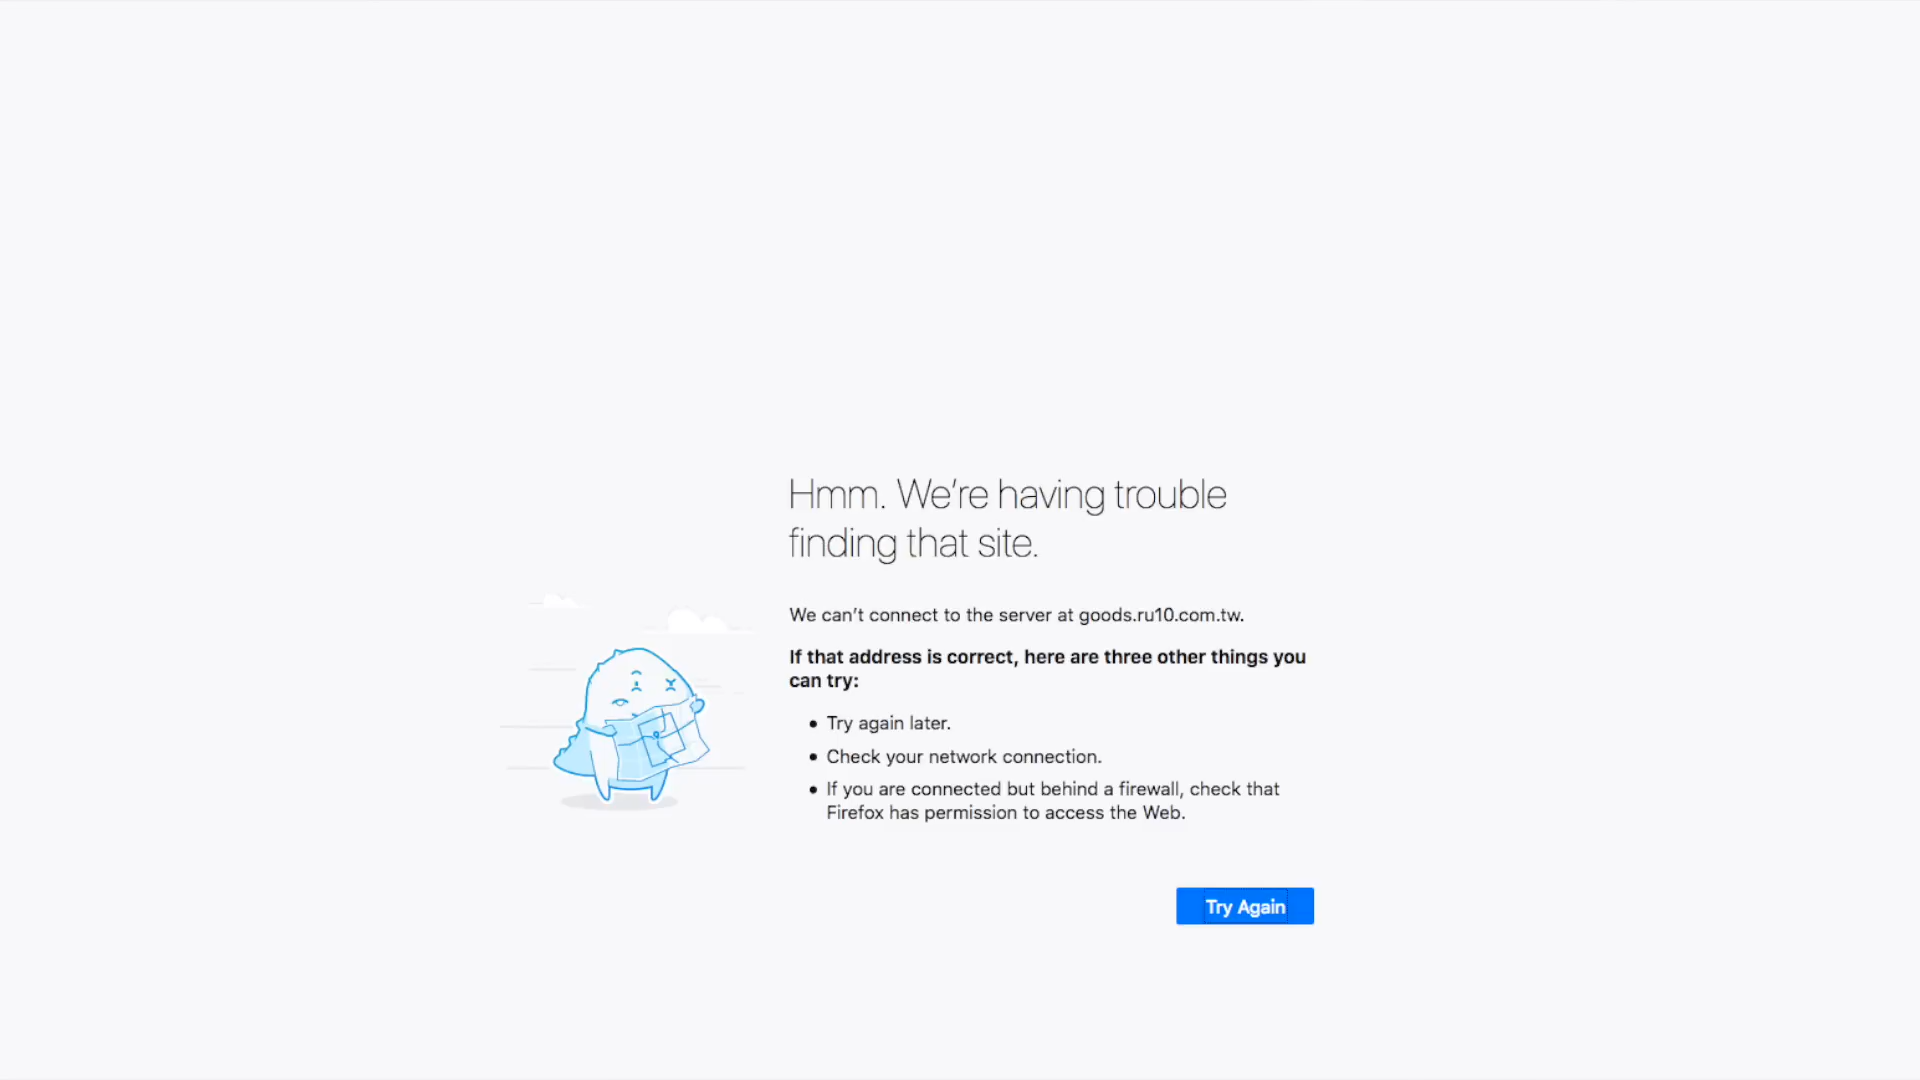 Hmm. We're having trouble
finding that site.
We can't connect to the server at goods.ru10.com.tw.
If that address is correct, here are three other things you
can try:
• Try again later.
• Check your network connection.
• If you are connected but behind a firewall, check that
Firefox has permission to access the Web.
Try Again